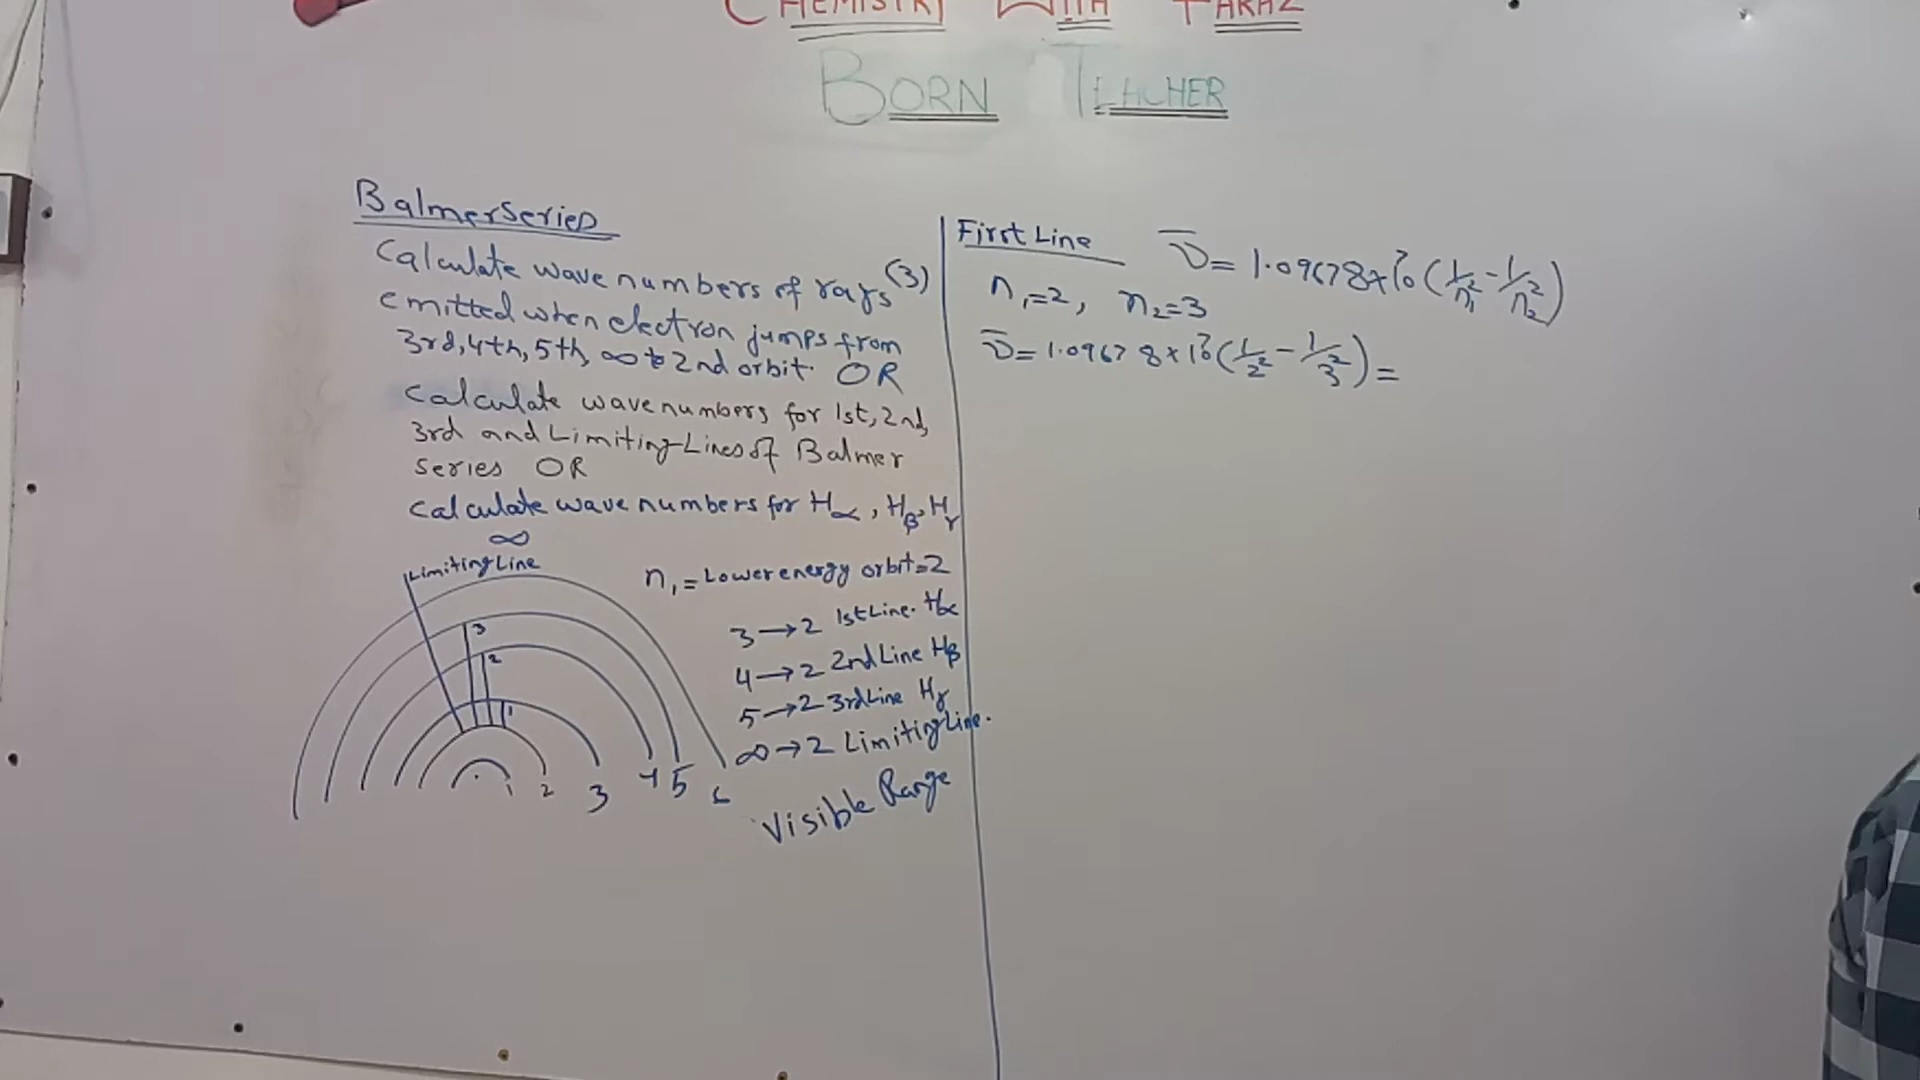 CHEMISTRY WITH TARAZ
BORN TEACHER
Balmer Series
Calculate wave numbers of rays (3)
emitted when electron jumps from
3rd, 4th, 5th, ∞ to 2nd orbit. OR
Calculate wave numbers for 1st, 2nd,
3rd and Limiting Lines of Balmer
series OR
Calculate wave numbers for Hα, Hβ, Hγ
∞
Limiting Line
3
2
1
1 2 3 4 5 6
n₁ = Lower energy orbit = 2
3 → 2 1st Line. Hα
4 → 2 2nd Line Hβ
5 → 2 3rd Line Hγ
∞ → 2 Limiting Line.
Visible Range
First Line ν̄ = 1.09678 × 10⁷ (1/n₁² - 1/n₂²)
n₁ = 2, n₂ = 3
ν̄ = 1.09678 × 10⁷ (1/2² - 1/3²) =